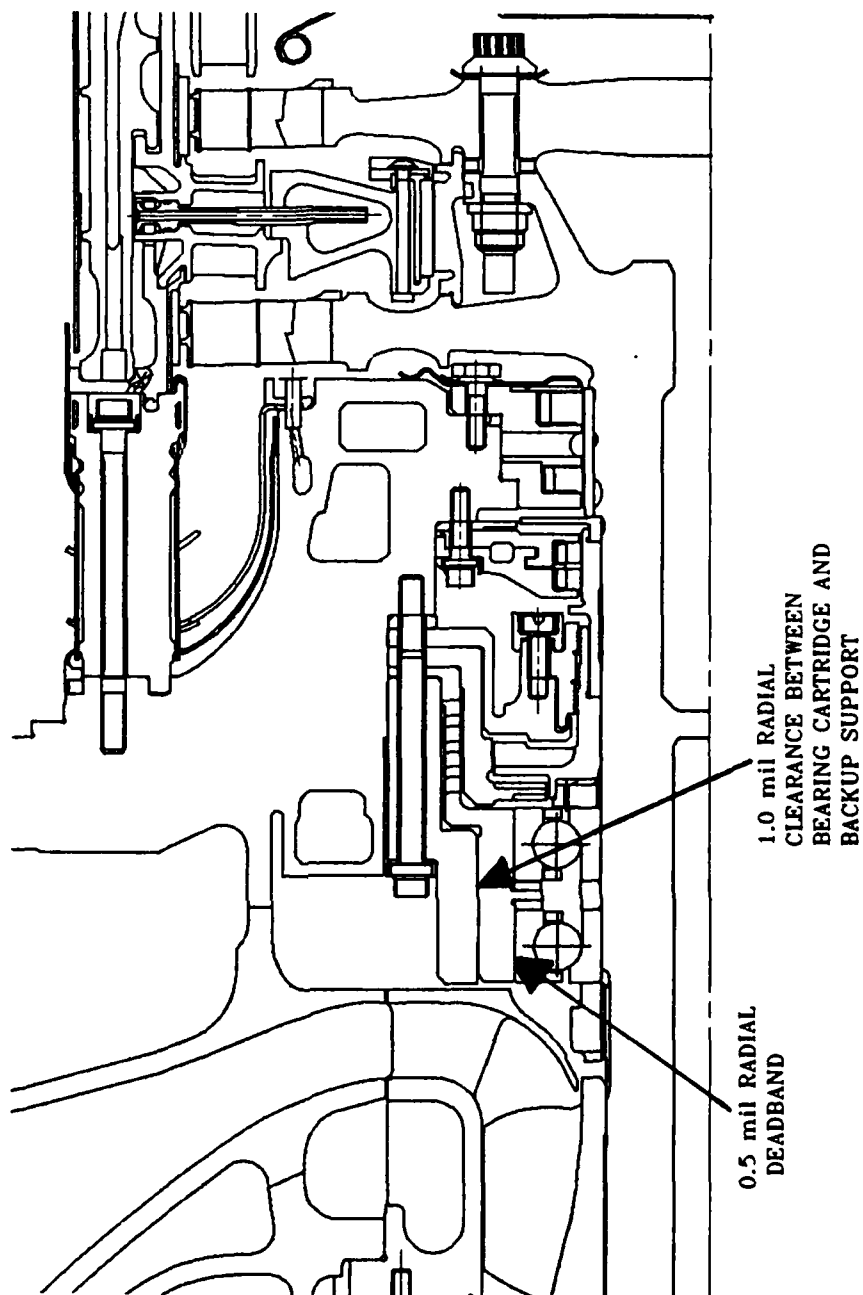 1.0 mil RADIAL
CLEARANCE BETWEEN
BEARING CARTRIDGE AND
BACKUP SUPPORT
0.5 mil RADIAL
DEADBAND